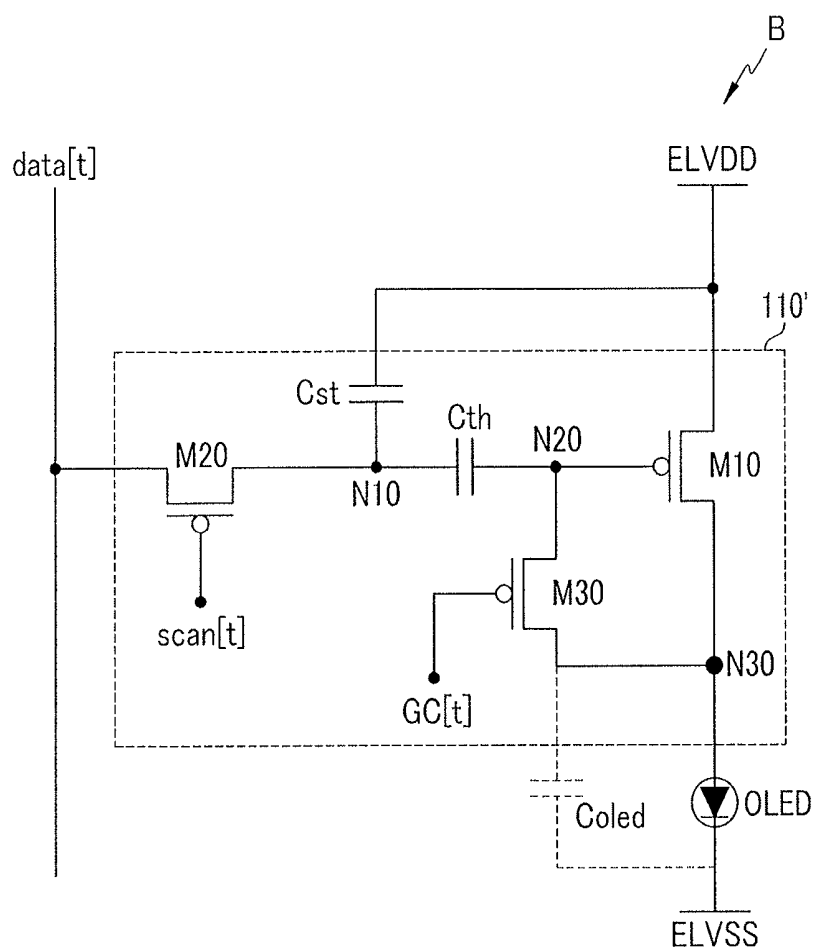 B
data[t]
ELVDD
110'
Cst
Cth
M20
N20
M10
N10
M30
scan[t]
N30
GC[t]
Coled
OLED
ELVSS